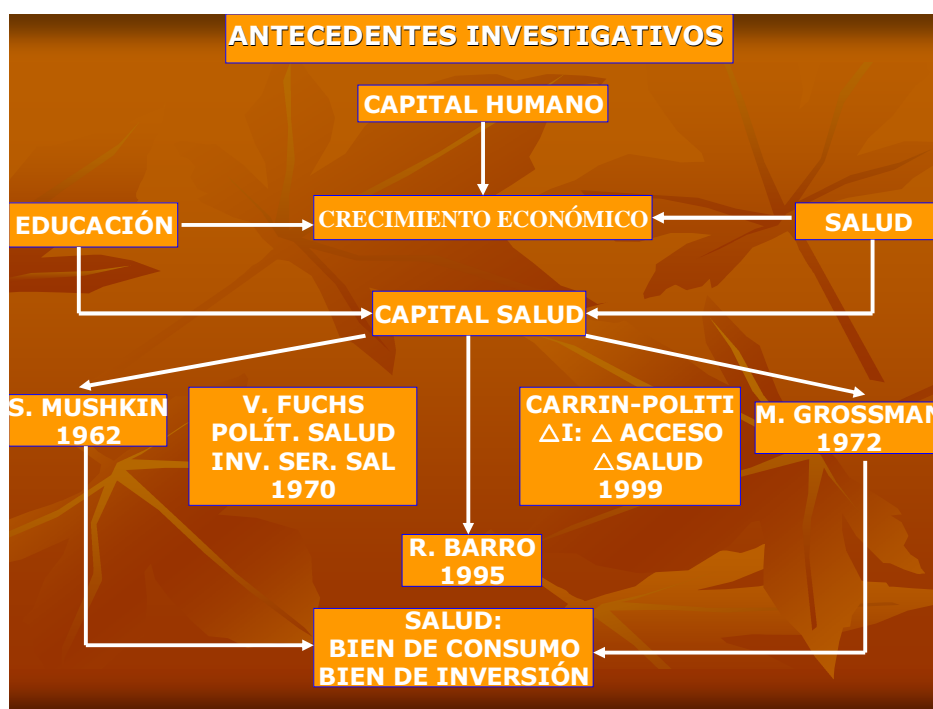 ANTECEDENTES INVESTIGATIVOS
CAPITAL HUMANO
EDUCACIÓN
CRECIMIENTO ECONÓMICO
SALUD
CAPITAL SALUD
S. MUSHKIN
1962
V. FUCHS
POLÍT. SALUD
INV. SER. SAL
1970
CARRIN-POLITI
△I: △ ACCESO
△SALUD
1999
M. GROSSMAN
1972
R. BARRO
1995
SALUD:
BIEN DE CONSUMO
BIEN DE INVERSIÓN